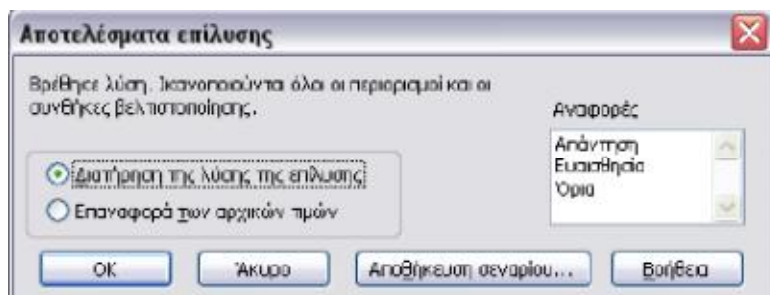 Αποτελέσματα επίλυσης
Βρέθηκε λύση. Ικανοποιούνται όλοι οι περιορισμοί και οι
συνθήκες βελτιστοποίησης.
Αναφορές
Απάντηση
Ευαισθησία
Όρια
Διατήρηση της λύσης της επίλυσης
Επαναφορά των αρχικών τιμών
OK
Άκυρο
Αποθήκευση σεναρίου...
Βοήθεια